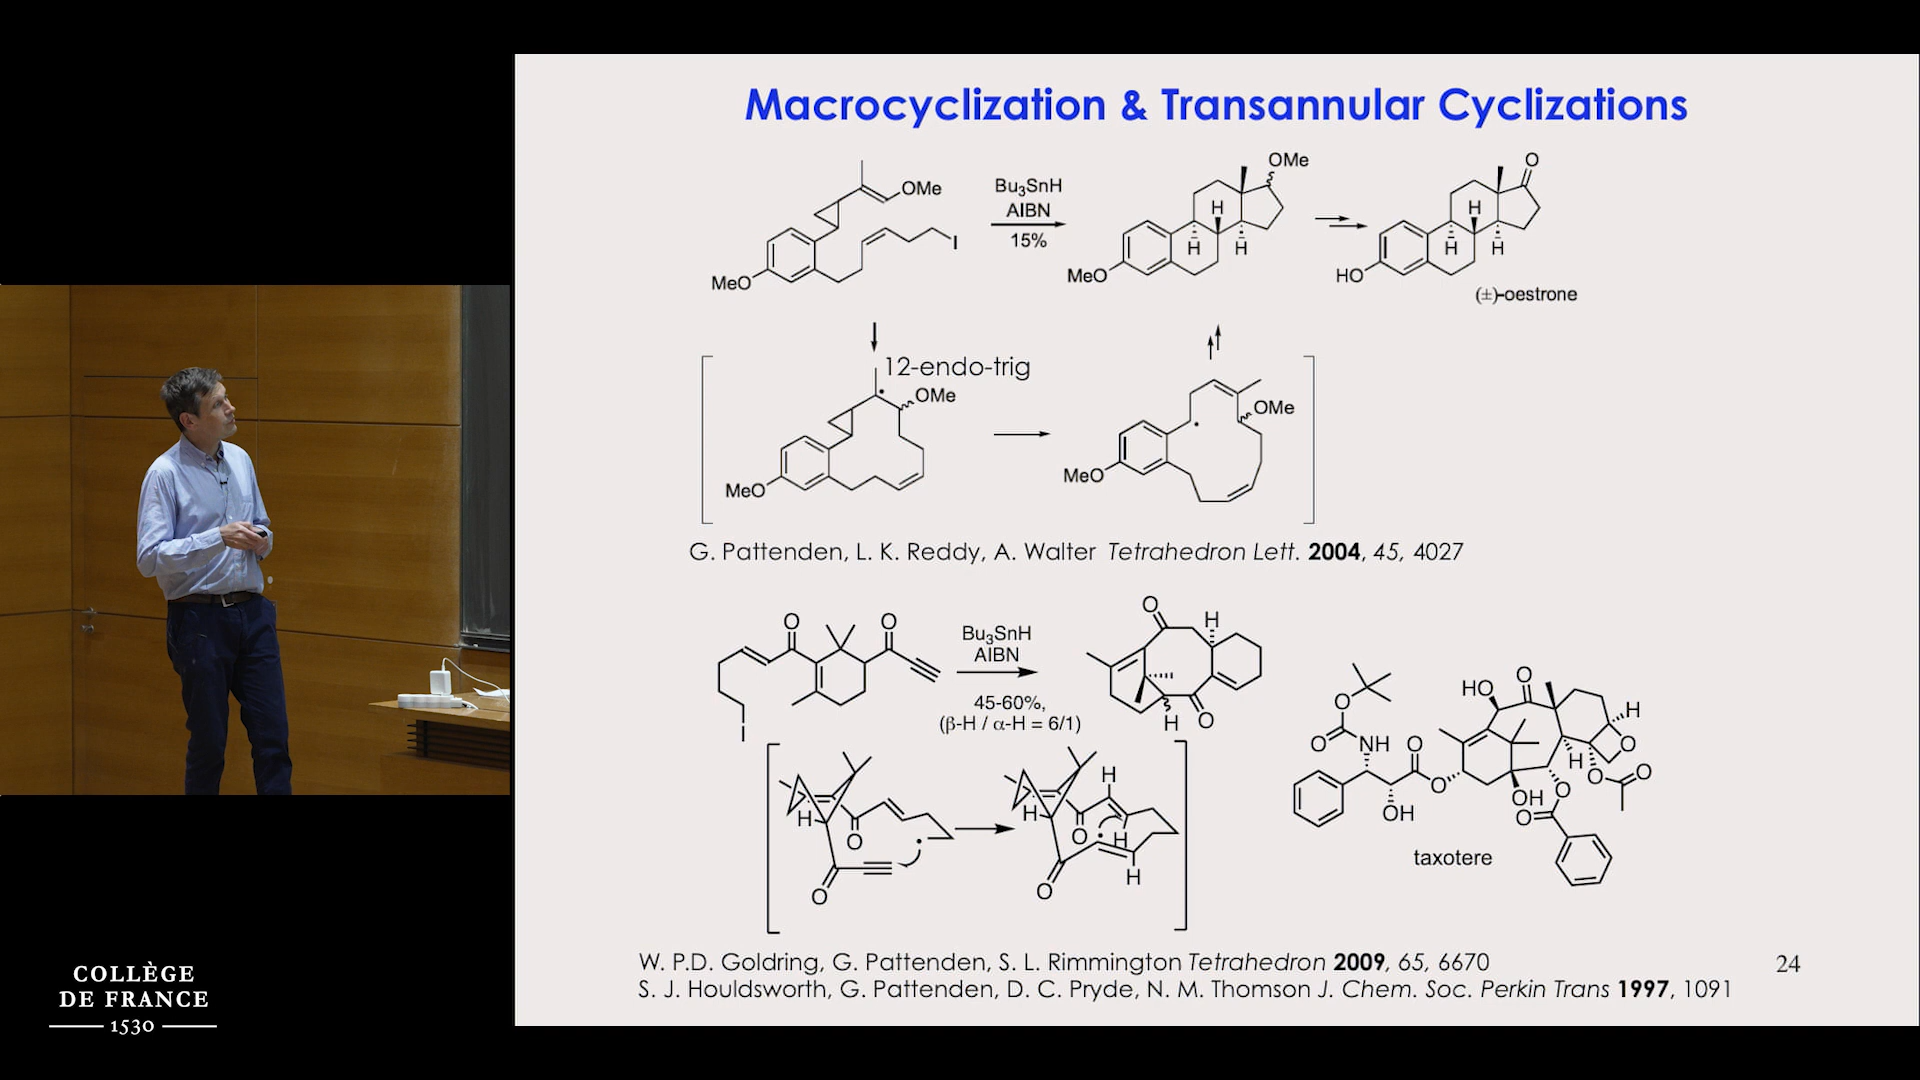 Macrocyclization & Transannular Cyclizations
OMe
I
MeO
Bu3SnH
AIBN
15%
OMe
H
H
H
MeO
O
H
H
H
HO
(±)-oestrone
12-endo-trig
OMe
MeO
OMe
MeO
G. Pattenden, L. K. Reddy, A. Walter Tetrahedron Lett. 2004, 45, 4027
O
O
I
Bu3SnH
AIBN
45-60%,
(β-H / α-H = 6/1)
O
H
H
O
H
O
O
H
H
O
H
H
O
O
O
NH
O
O
OH
HO
O
H
O
H
O
O
OH
O
O
taxotere
W. P.D. Goldring, G. Pattenden, S. L. Rimmington Tetrahedron 2009, 65, 6670
S. J. Houldsworth, G. Pattenden, D. C. Pryde, N. M. Thomson J. Chem. Soc. Perkin Trans 1997, 1091
24
COLLÈGE
DE FRANCE
1530